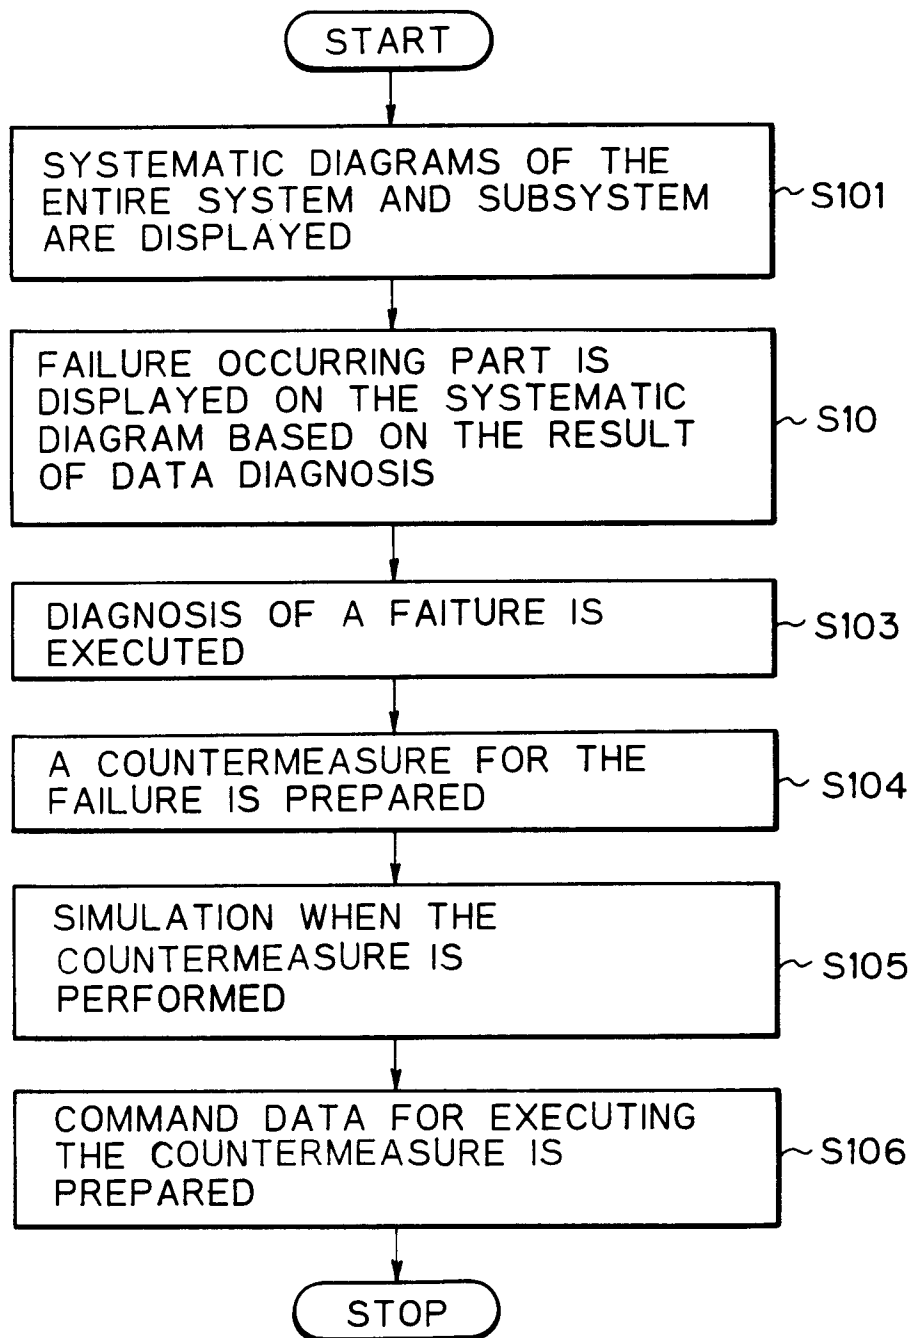 START
SYSTEMATIC DIAGRAMS OF THE
ENTIRE SYSTEM AND SUBSYSTEM
ARE DISPLAYED
S101
FAILURE OCCURRING PART IS
DISPLAYED ON THE SYSTEMATIC
DIAGRAM BASED ON THE RESULT
OF DATA DIAGNOSIS
S10
DIAGNOSIS OF A FAITURE IS
EXECUTED
S103
A COUNTERMEASURE FOR THE
FAILURE IS PREPARED
S104
SIMULATION WHEN THE
COUNTERMEASURE IS
PERFORMED
S105
COMMAND DATA FOR EXECUTING
THE COUNTERMEASURE IS
PREPARED
S106
STOP